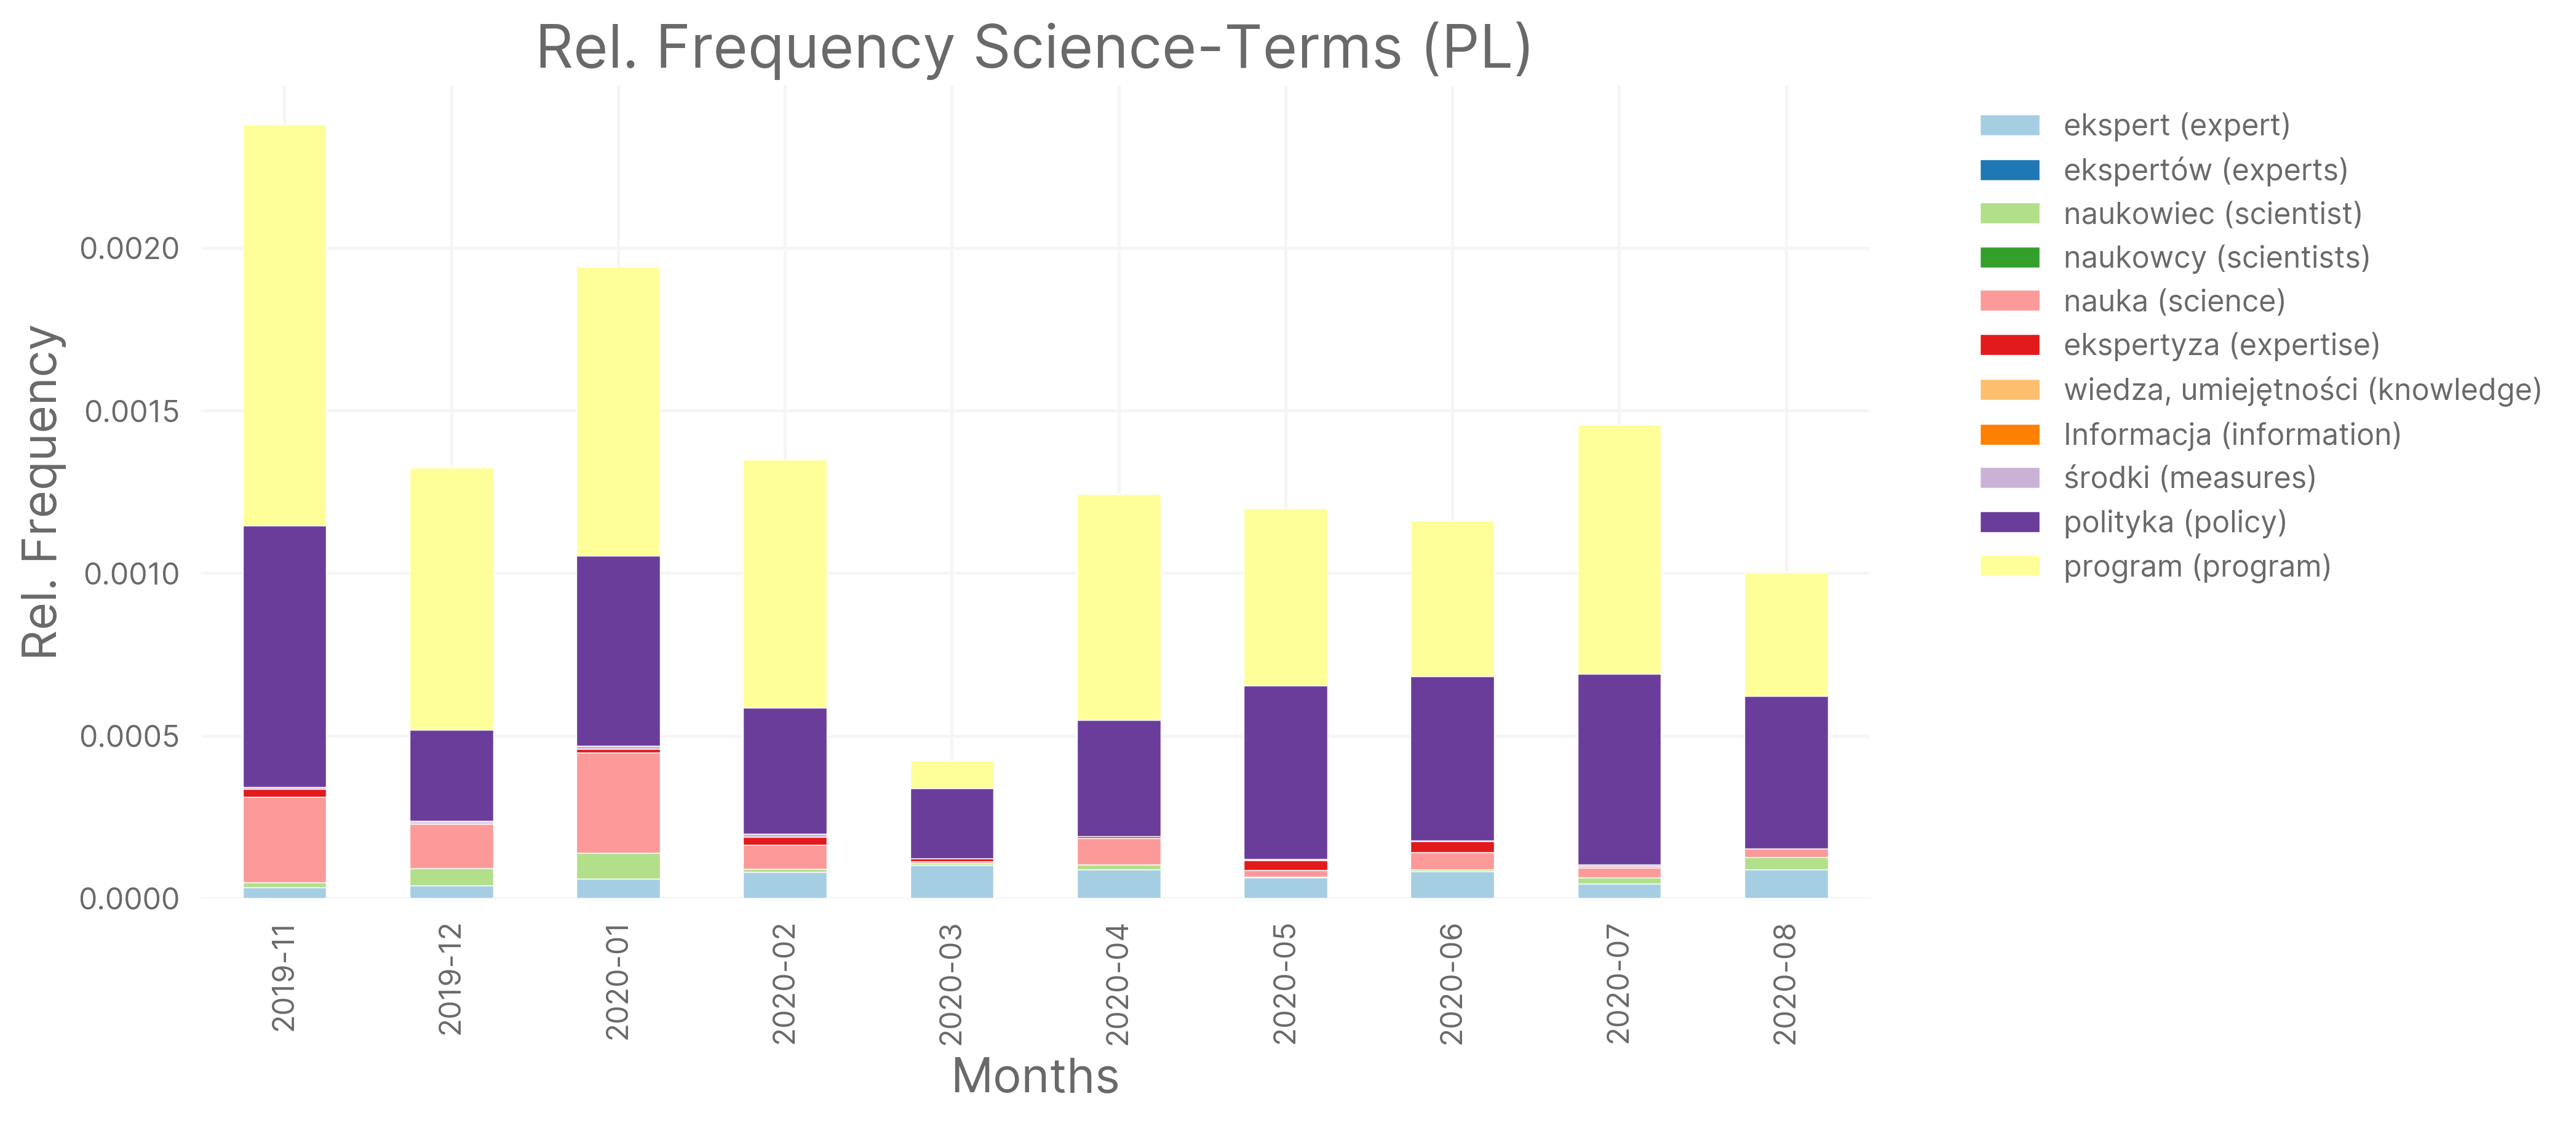 Rel. Frequency Science-Terms (PL)
Rel. Frequency
0.0020
0.0015
0.0010
0.0005
0.0000
2019-11
2019-12
2020-01
2020-02
2020-03
2020-04
2020-05
2020-06
2020-07
2020-08
Months
ekspert (expert)
ekspertów (experts)
naukowiec (scientist)
naukowcy (scientists)
nauka (science)
ekspertyza (expertise)
wiedza, umiejętności (knowledge)
Informacja (information)
środki (measures)
polityka (policy)
program (program)